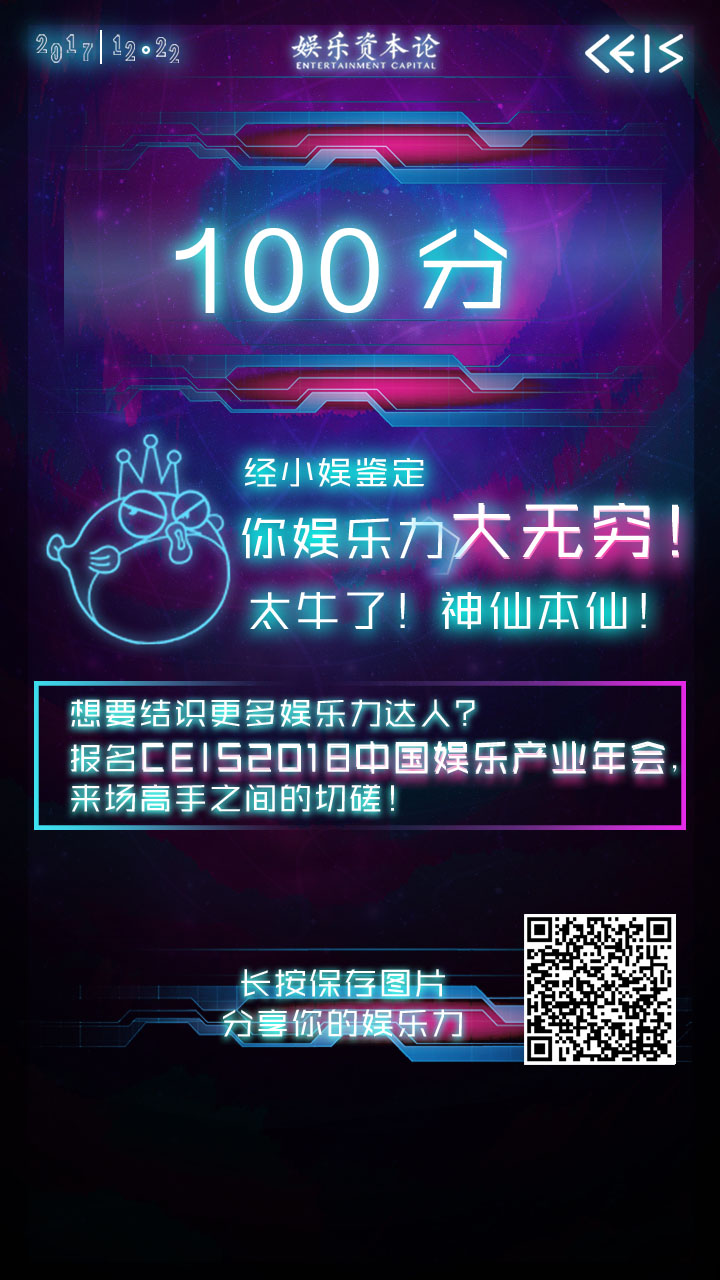 2017|12•22
娱乐资本论
ENTERTAINMENT CAPITAL
CEIS
100 分
经小娱鉴定
你娱乐力大无穷！
太牛了！神仙本仙！
想要结识更多娱乐力达人？
报名CEIS2018中国娱乐产业年会，
来场高手之间的切磋！
长按保存图片
分享你的娱乐力